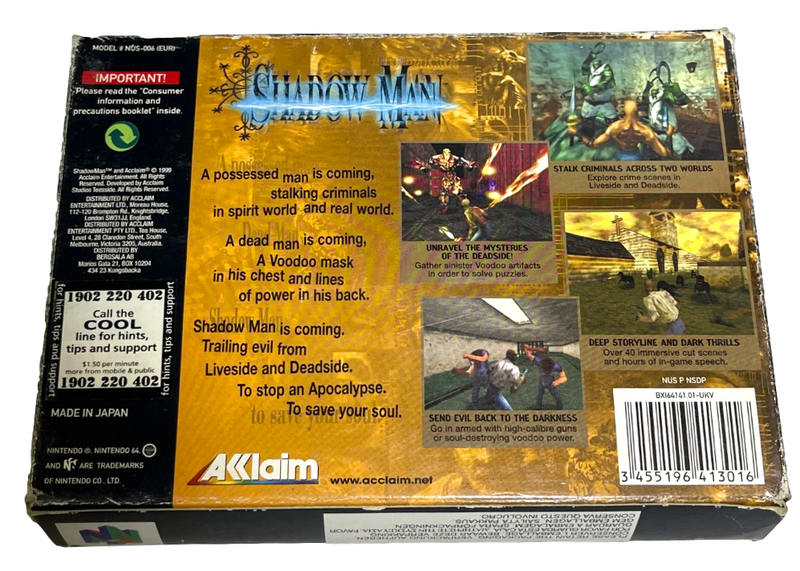 MODEL # NUS-006 (EUR)
IMPORTANT!
Please read the "Consumer
information and
precautions booklet" inside.
ShadowMan™ and Acclaim® © 1999
Acclaim Entertainment. All Rights
Reserved. Developed by Acclaim
Studios Teesside. All Rights Reserved.
DISTRIBUTED BY ACCLAIM
ENTERTAINMENT LTD., Moreau House,
112-120 Brompton Rd., Knightsbridge,
London SW31JJ, England.
DISTRIBUTED BY ACCLAIM
ENTERTAINMENT PTY LTD., Tea House,
Level 4, 28 Claredon Street, South
Melbourne, Victoria 3205, Australia.
DISTRIBUTED BY
BERGSALA AB
Marios Gata 21, BOX 10204
434 23 Kungsbacka
for hints, tips and support
1902 220 402
Call the
COOL
line for hints,
tips and support
$1.50 per minute
more from mobile & public
1902 220 402
for hints, tips and support
MADE IN JAPAN
NINTENDO ®, NINTENDO 64,
AND N ARE TRADEMARKS
OF NINTENDO CO., LTD.
SHADOW MAN
A possessed man is coming,
stalking criminals
in spirit world and real world.
A dead man is coming,
A Voodoo mask
in his chest and lines
of power in his back.
Shadow Man is coming.
Trailing evil from
Liveside and Deadside.
To stop an Apocalypse.
To save your soul.
to save your soul.
STALK CRIMINALS ACROSS TWO WORLDS
Explore crime scenes in
Liveside and Deadside.
UNRAVEL THE MYSTERIES
OF THE DEADSIDE!
Gather sinister Voodoo artifacts
in order to solve puzzles.
DEEP STORYLINE AND DARK THRILLS
Over 40 immersive cut scenes
and hours of in-game speech.
SEND EVIL BACK TO THE DARKNESS
Go in armed with high-calibre guns
or soul-destroying voodoo power.
NUS P NSDP
BXI64141.01-UKV
3 455196 413016
AKklaim
www.acclaim.net
PLEASE RETAIN THE PACKAGING.